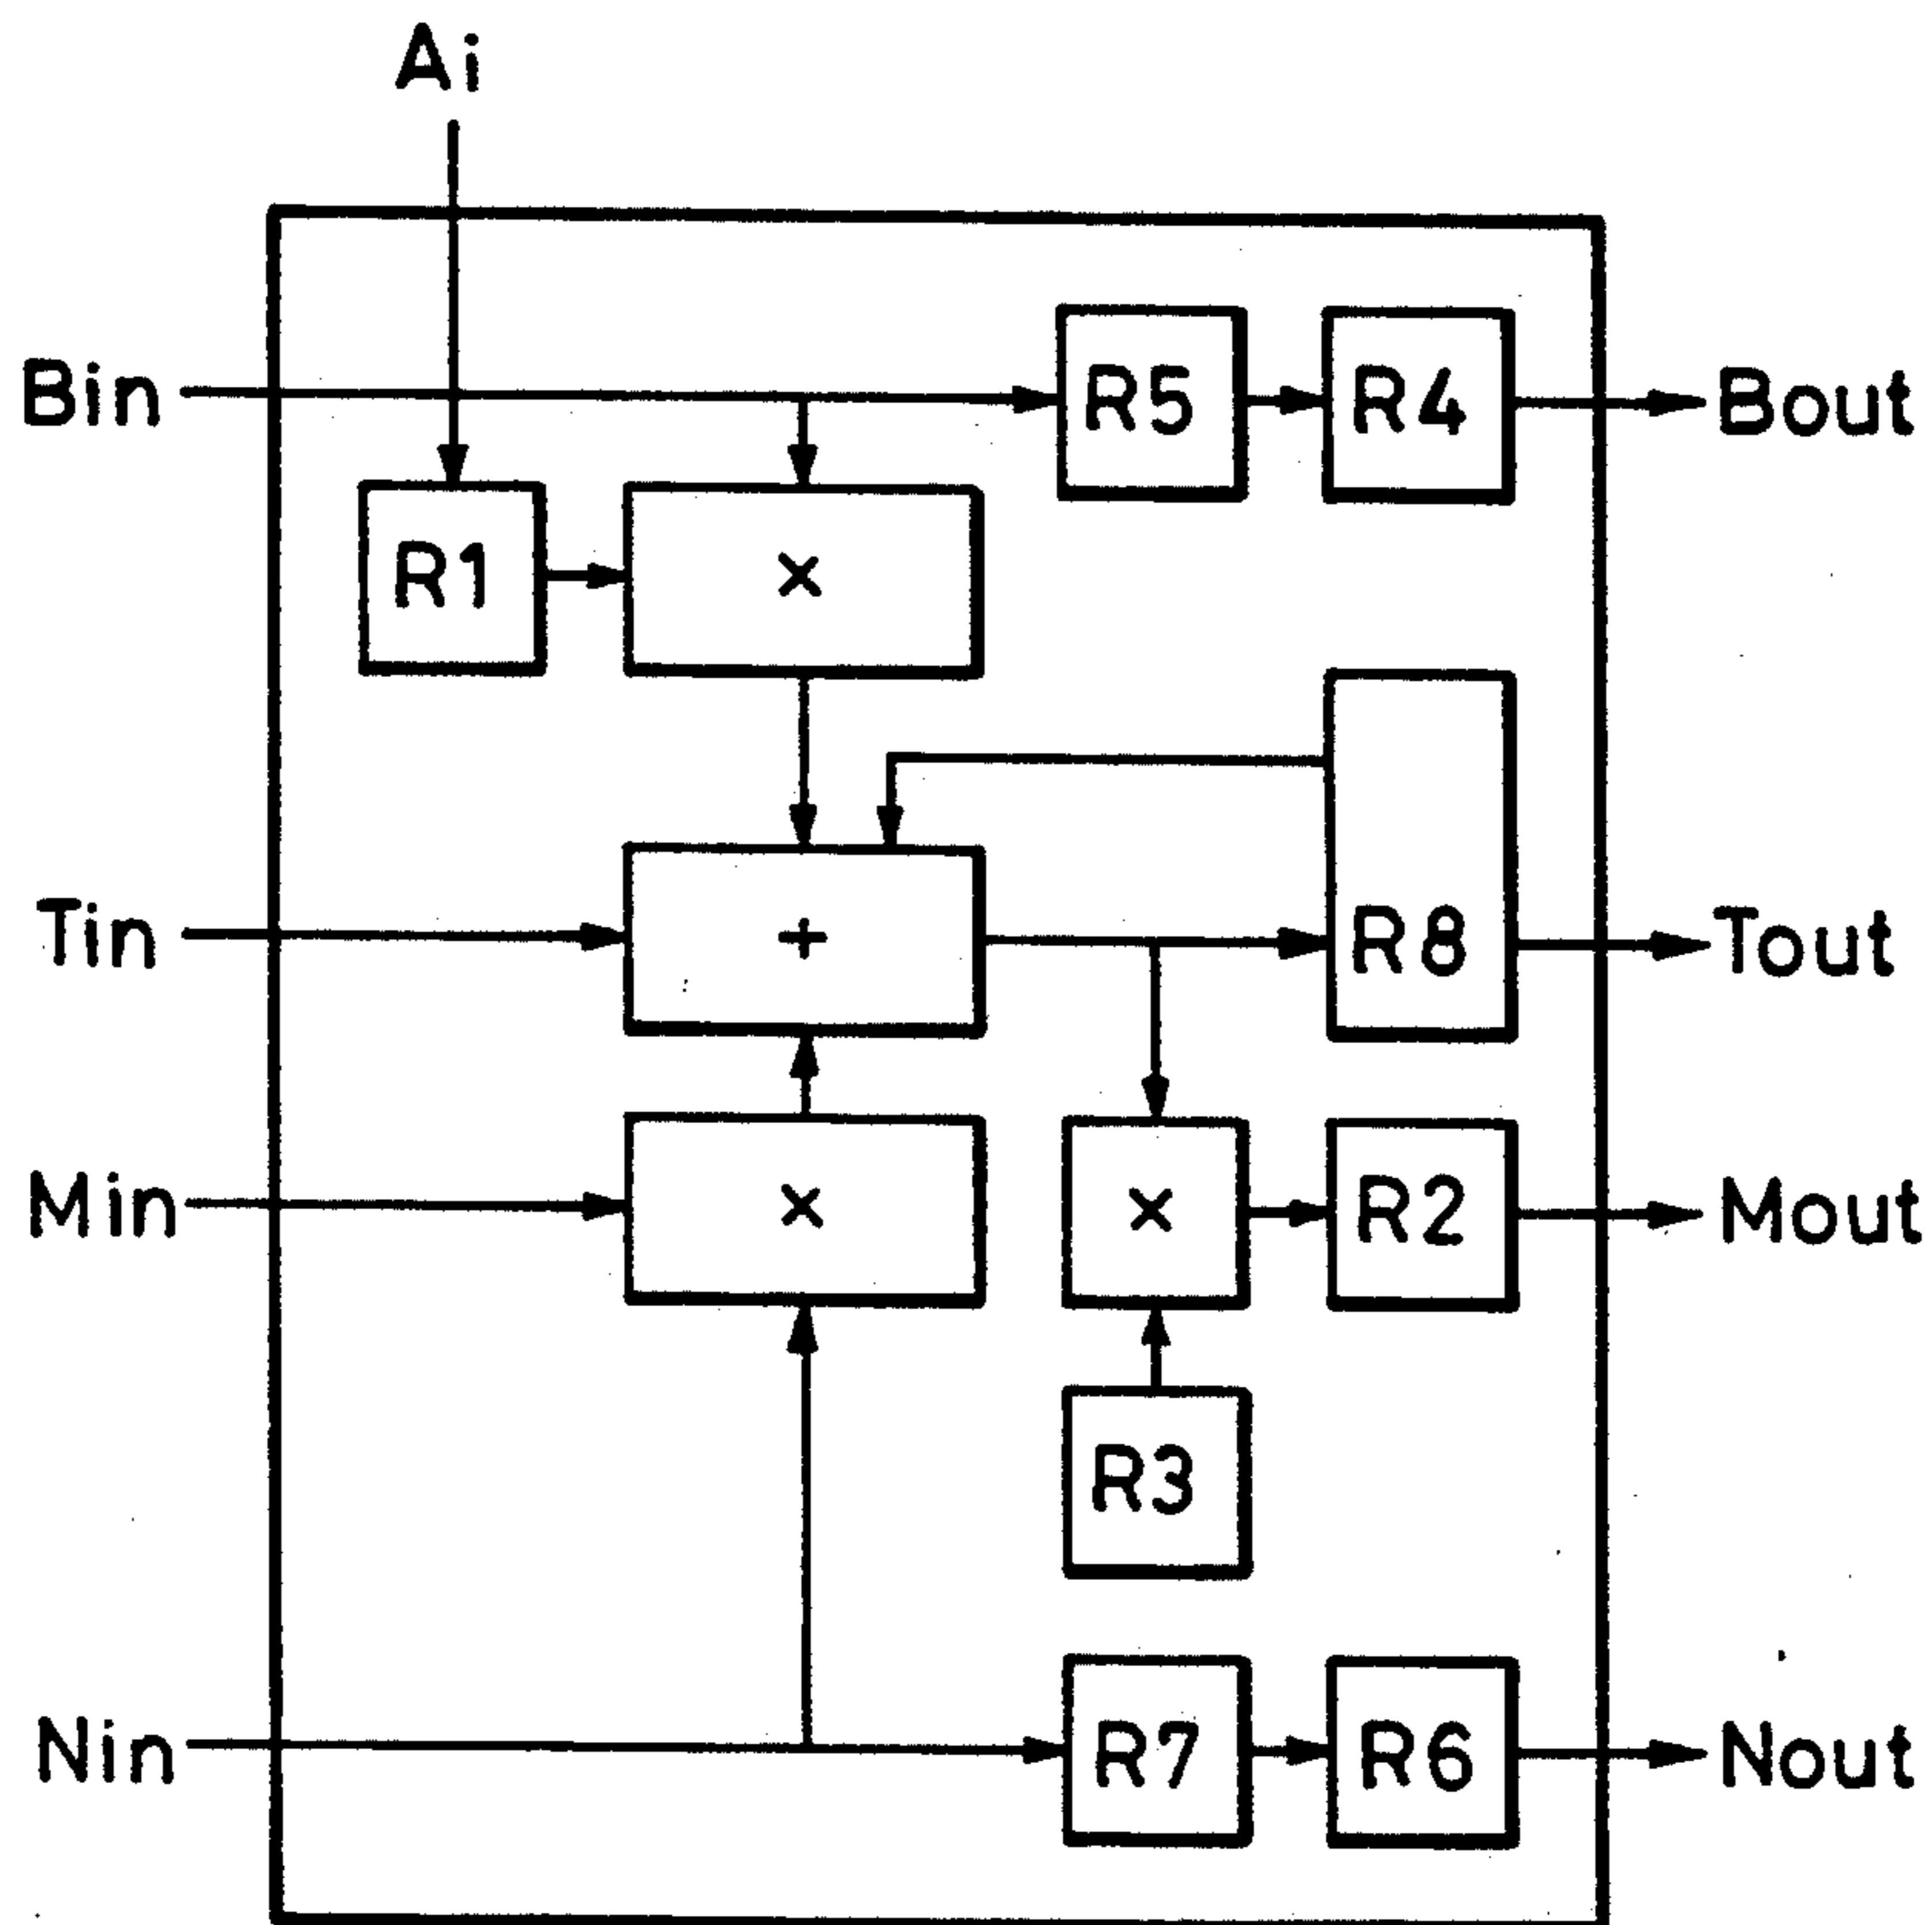 Ai
Bin
R5
R4
Bout
R1
×
Tin
+
R8
Tout
Min
×
×
R2
Mout
R3
Nin
R7
R6
Nout